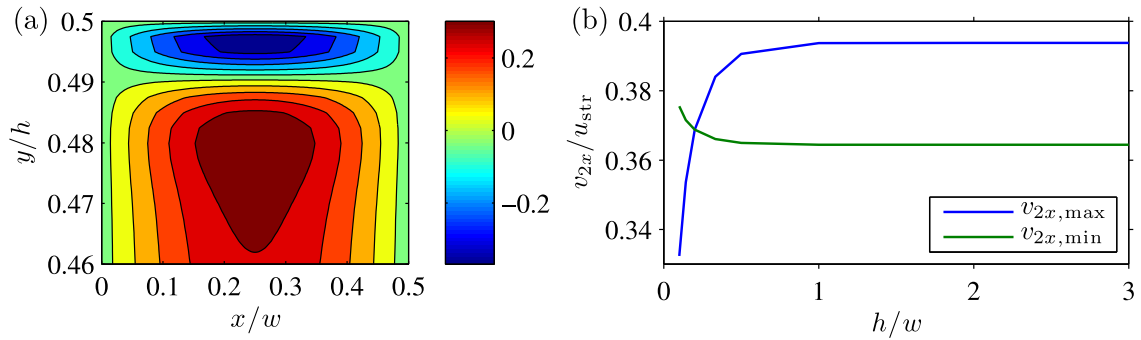 (a)
y/h
0.5
0.49
0.48
0.47
0.46
0 0.1 0.2 0.3 0.4 0.5
x/w
0.2
0
−0.2
(b)
v2x/ustr
0.4
0.38
0.36
0.34
0 1 2 3
h/w
v2x,max
v2x,min